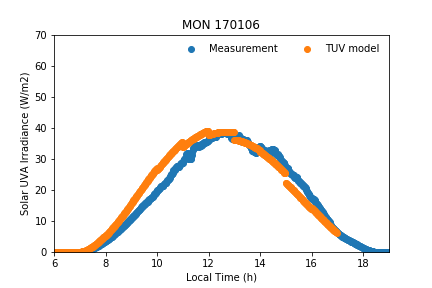 MON 170106
Measurement TUV model
Solar UVA Irradiance (W/m2)
70
60
50
40
30
20
10
0
6 8 10 12 14 16 18
Local Time (h)